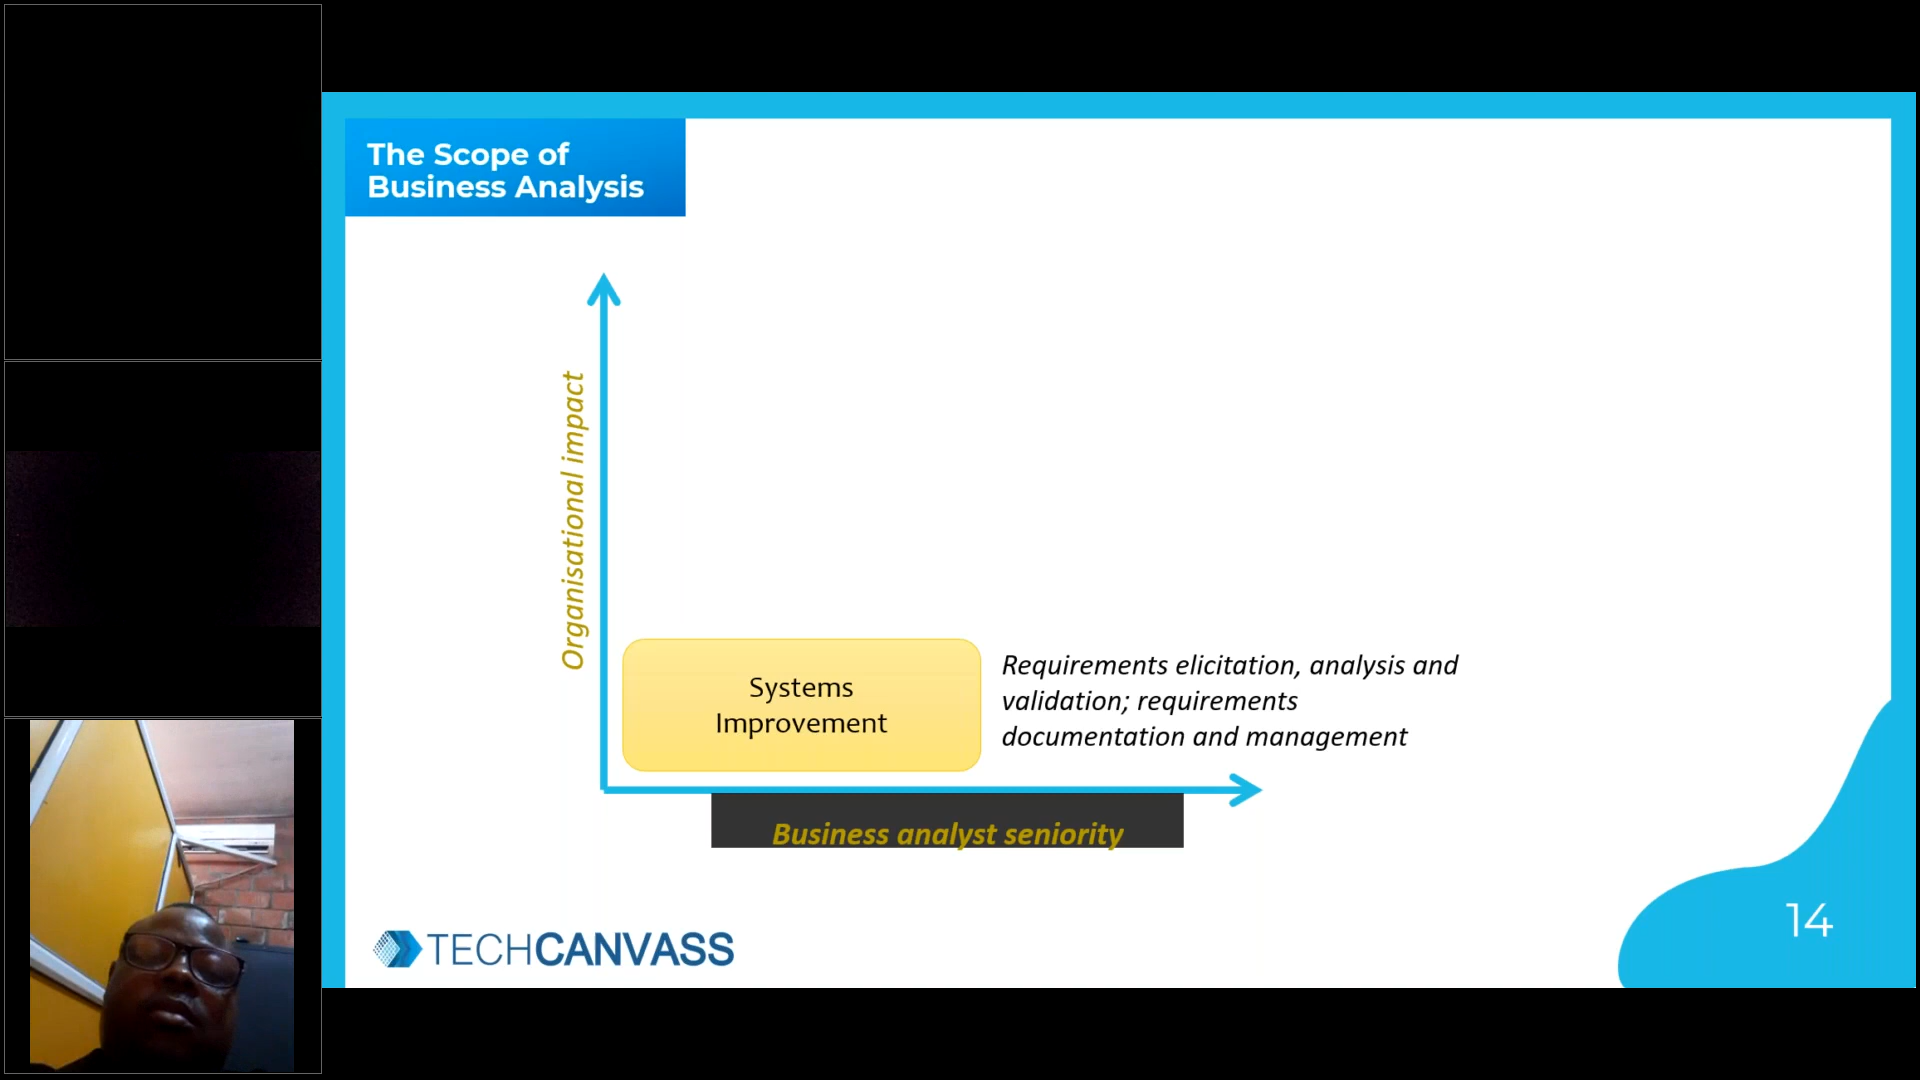 The Scope of
Business Analysis
Organisational impact
Systems
Improvement
Requirements elicitation, analysis and
validation; requirements
documentation and management
Business analyst seniority
TECHCANVASS
14